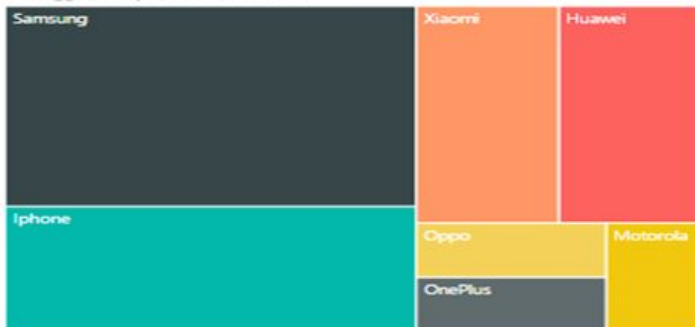 Samsung
Xiaomi
Huawei
Iphone
Oppo
Motorola
OnePlus